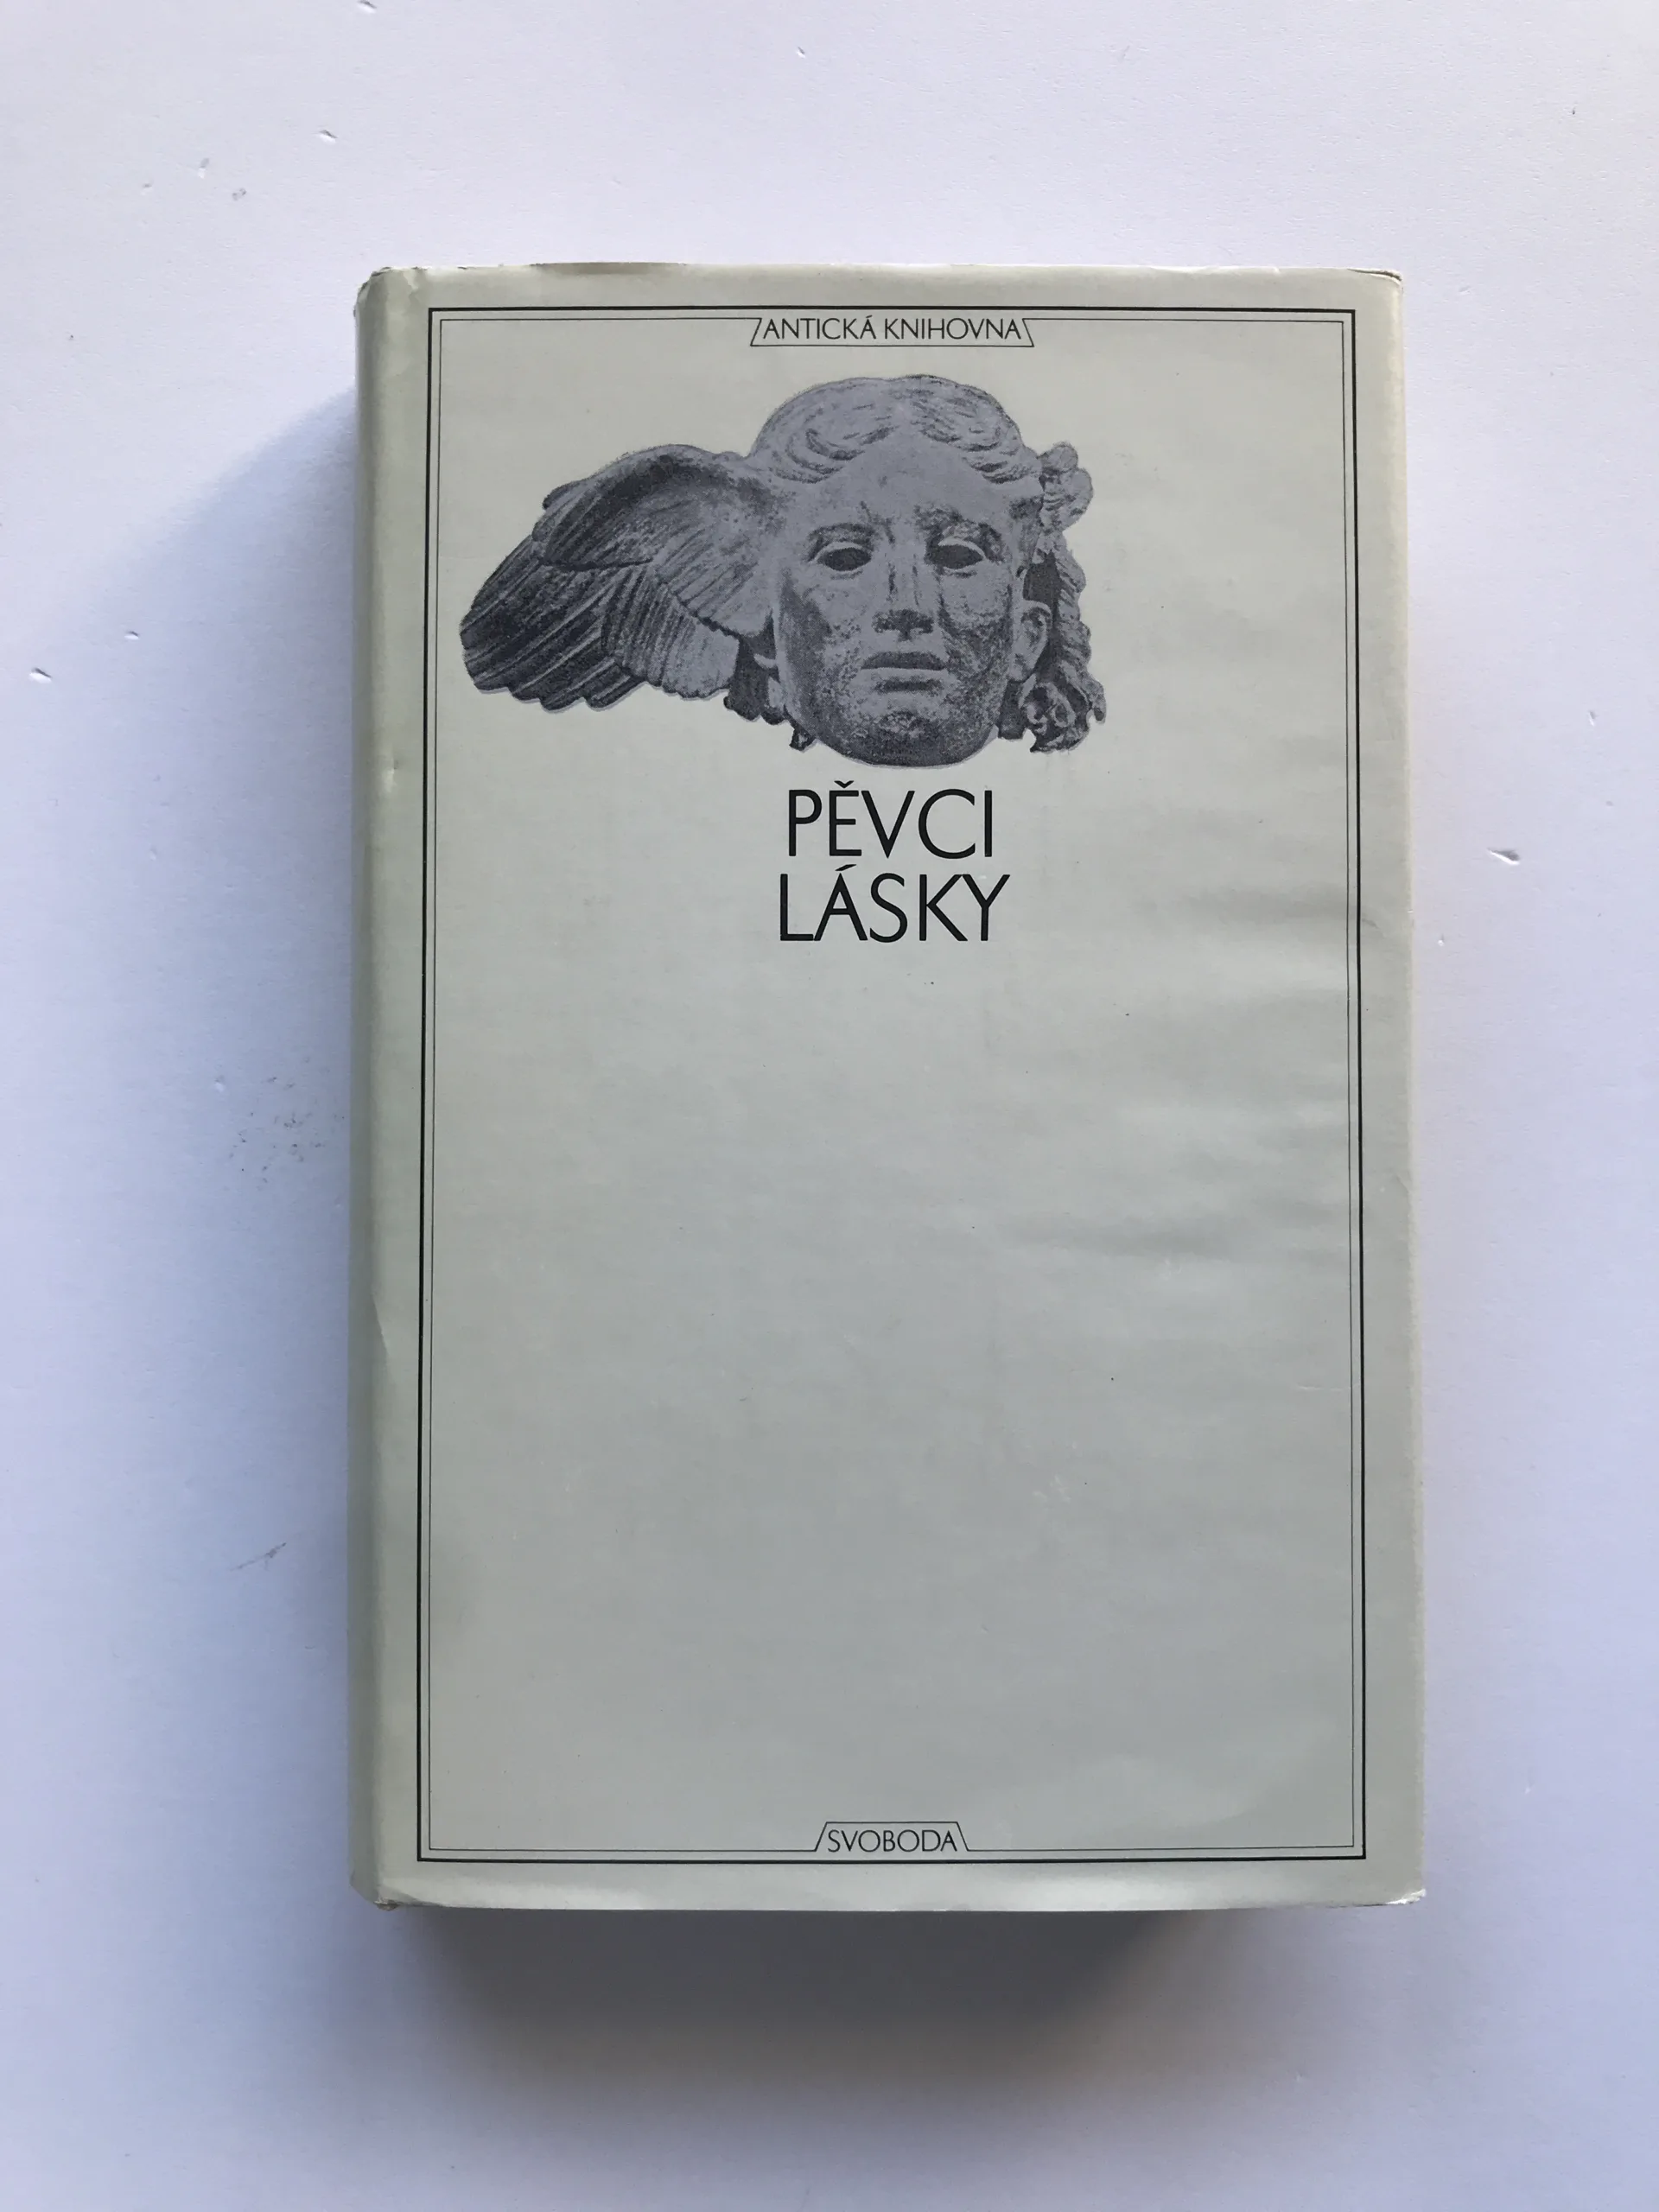 ANTICKÁ KNIHOVNA
PĚVCI
LÁSKY
SVOBODA